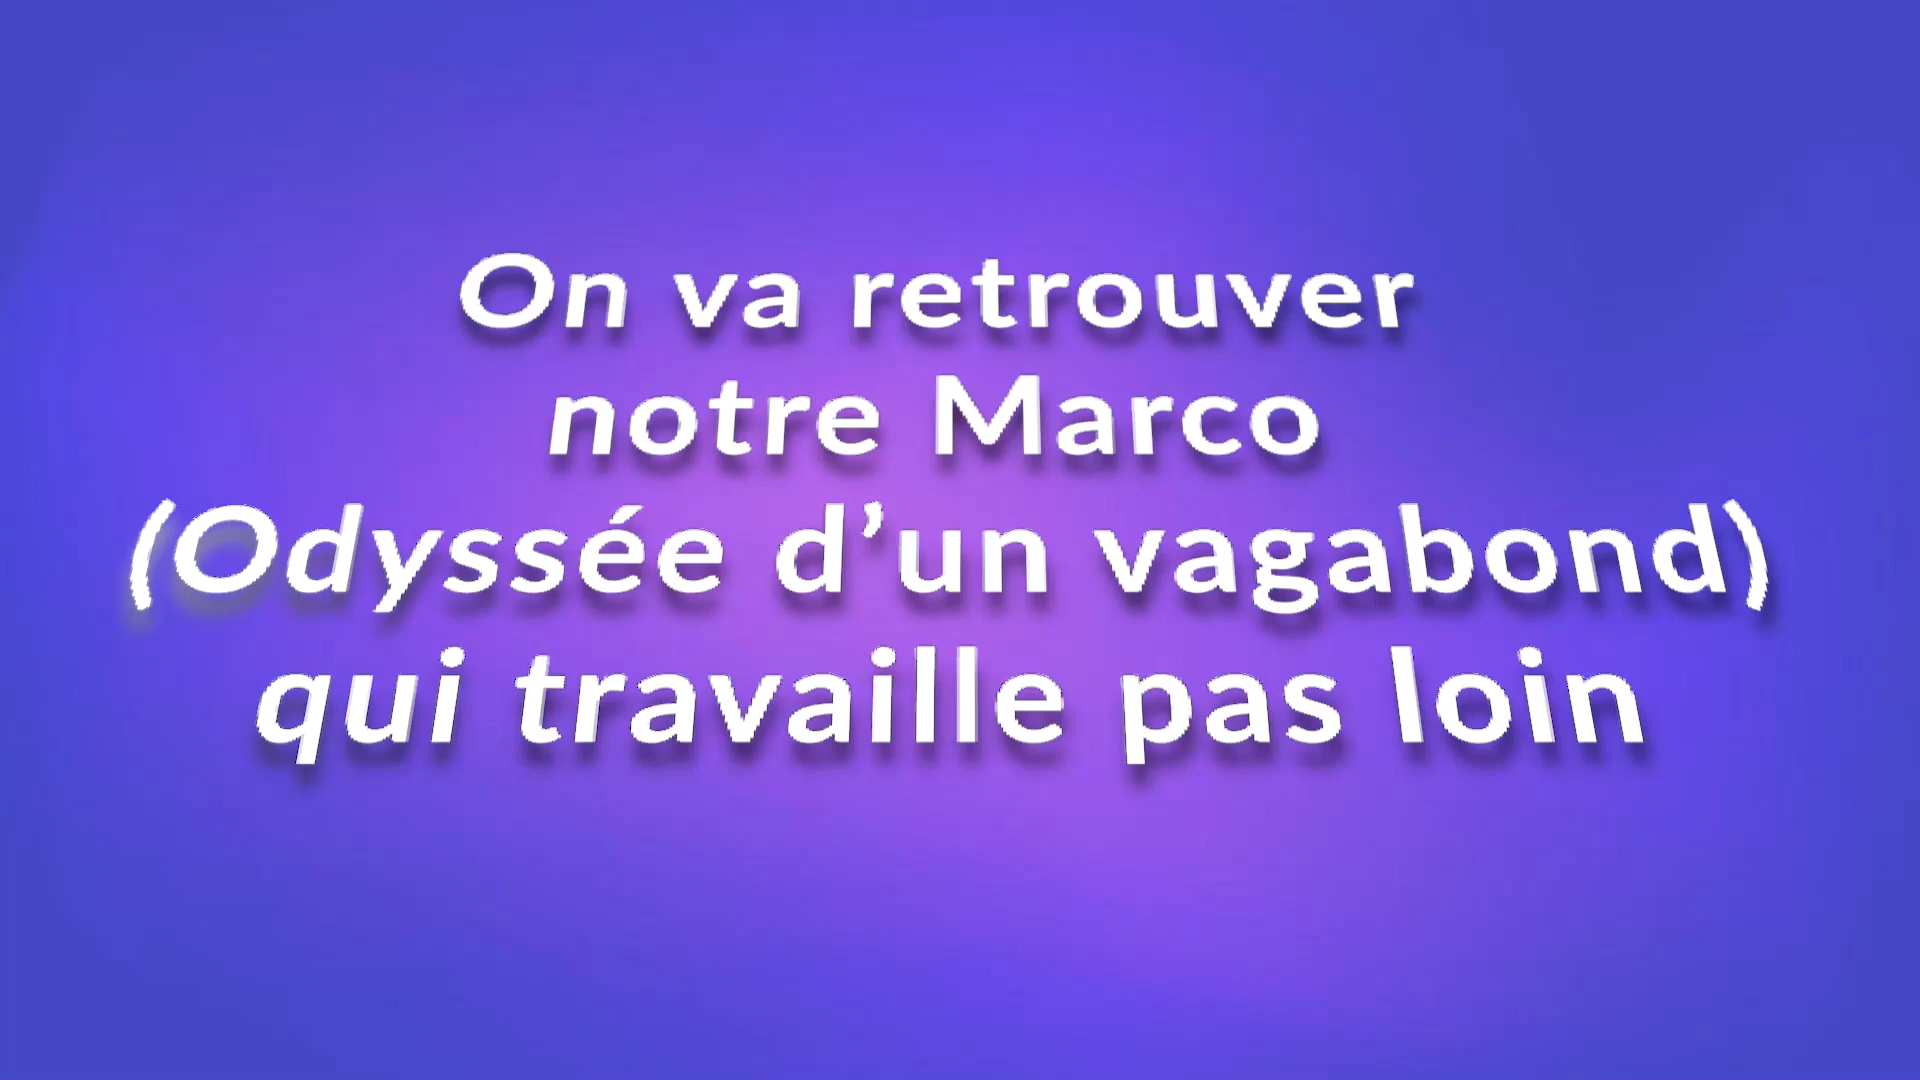 On va retrouver
notre Marco
(Odyssée d’un vagabond)
qui travaille pas loin